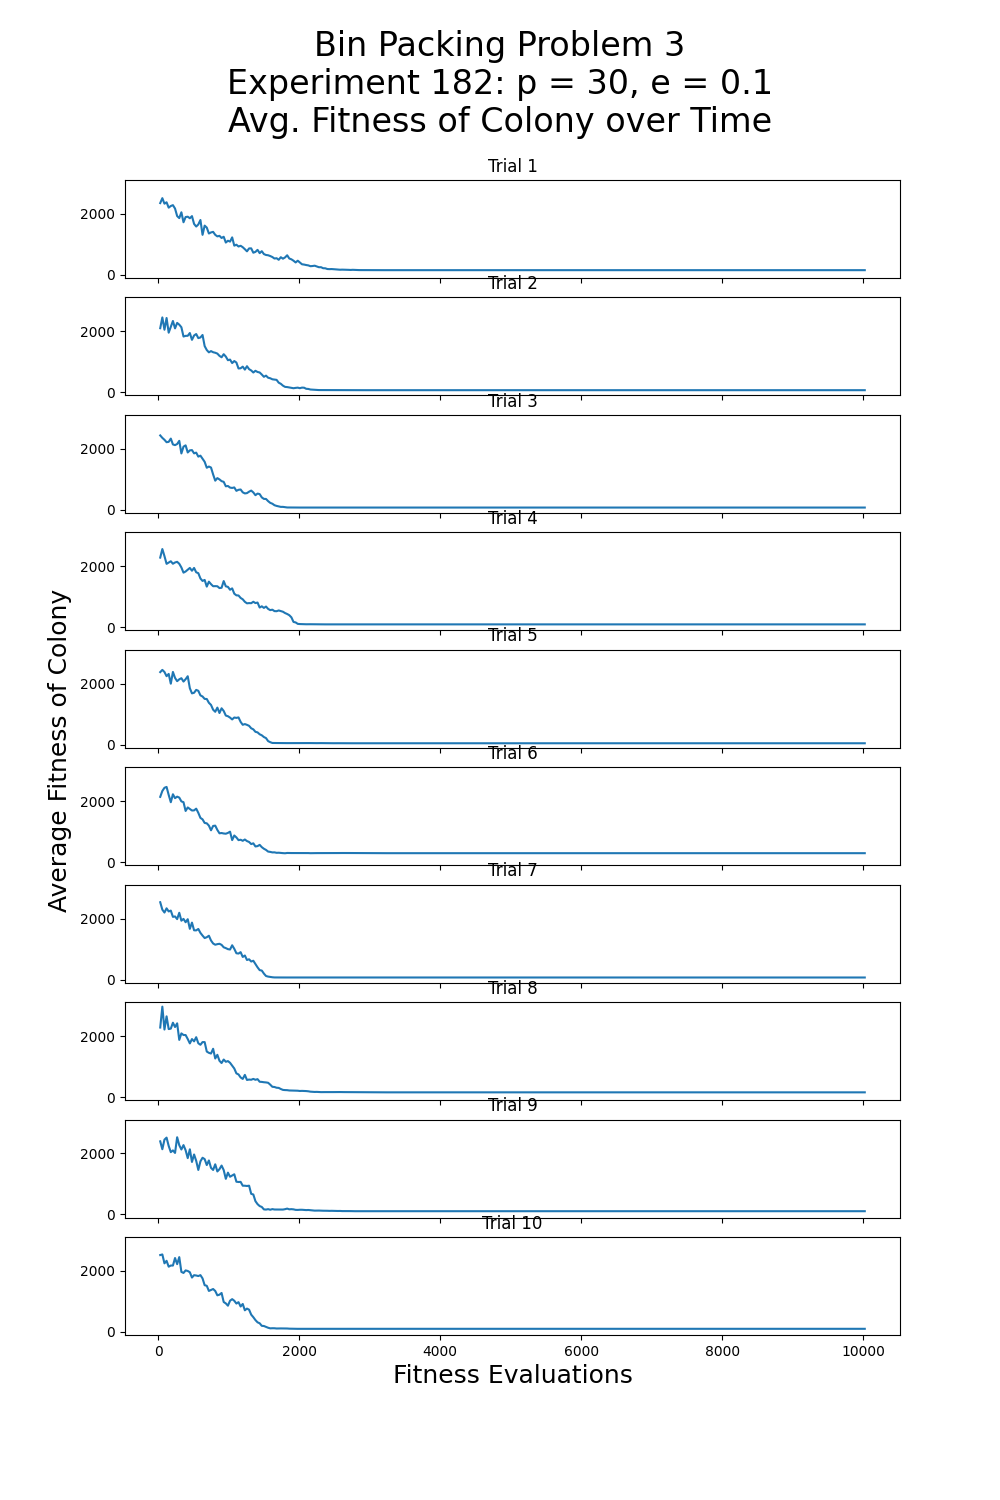 Bin Packing Problem 3
Experiment 182: p = 30, e = 0.1
Avg. Fitness of Colony over Time
Average Fitness of Colony
Trial 1
2000
0
Trial 2
2000
0
Trial 3
2000
0
Trial 4
2000
0
Trial 5
2000
0
Trial 6
2000
0
Trial 7
2000
0
Trial 8
2000
0
Trial 9
2000
0
Trial 10
2000
0
0 2000 4000 6000 8000 10000
Fitness Evaluations